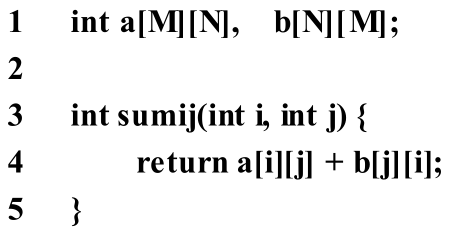 1 int a[M][N], b[N][M];
2
3 int sumij(int i, int j) {
4 return a[i][j] + b[j][i];
5 }